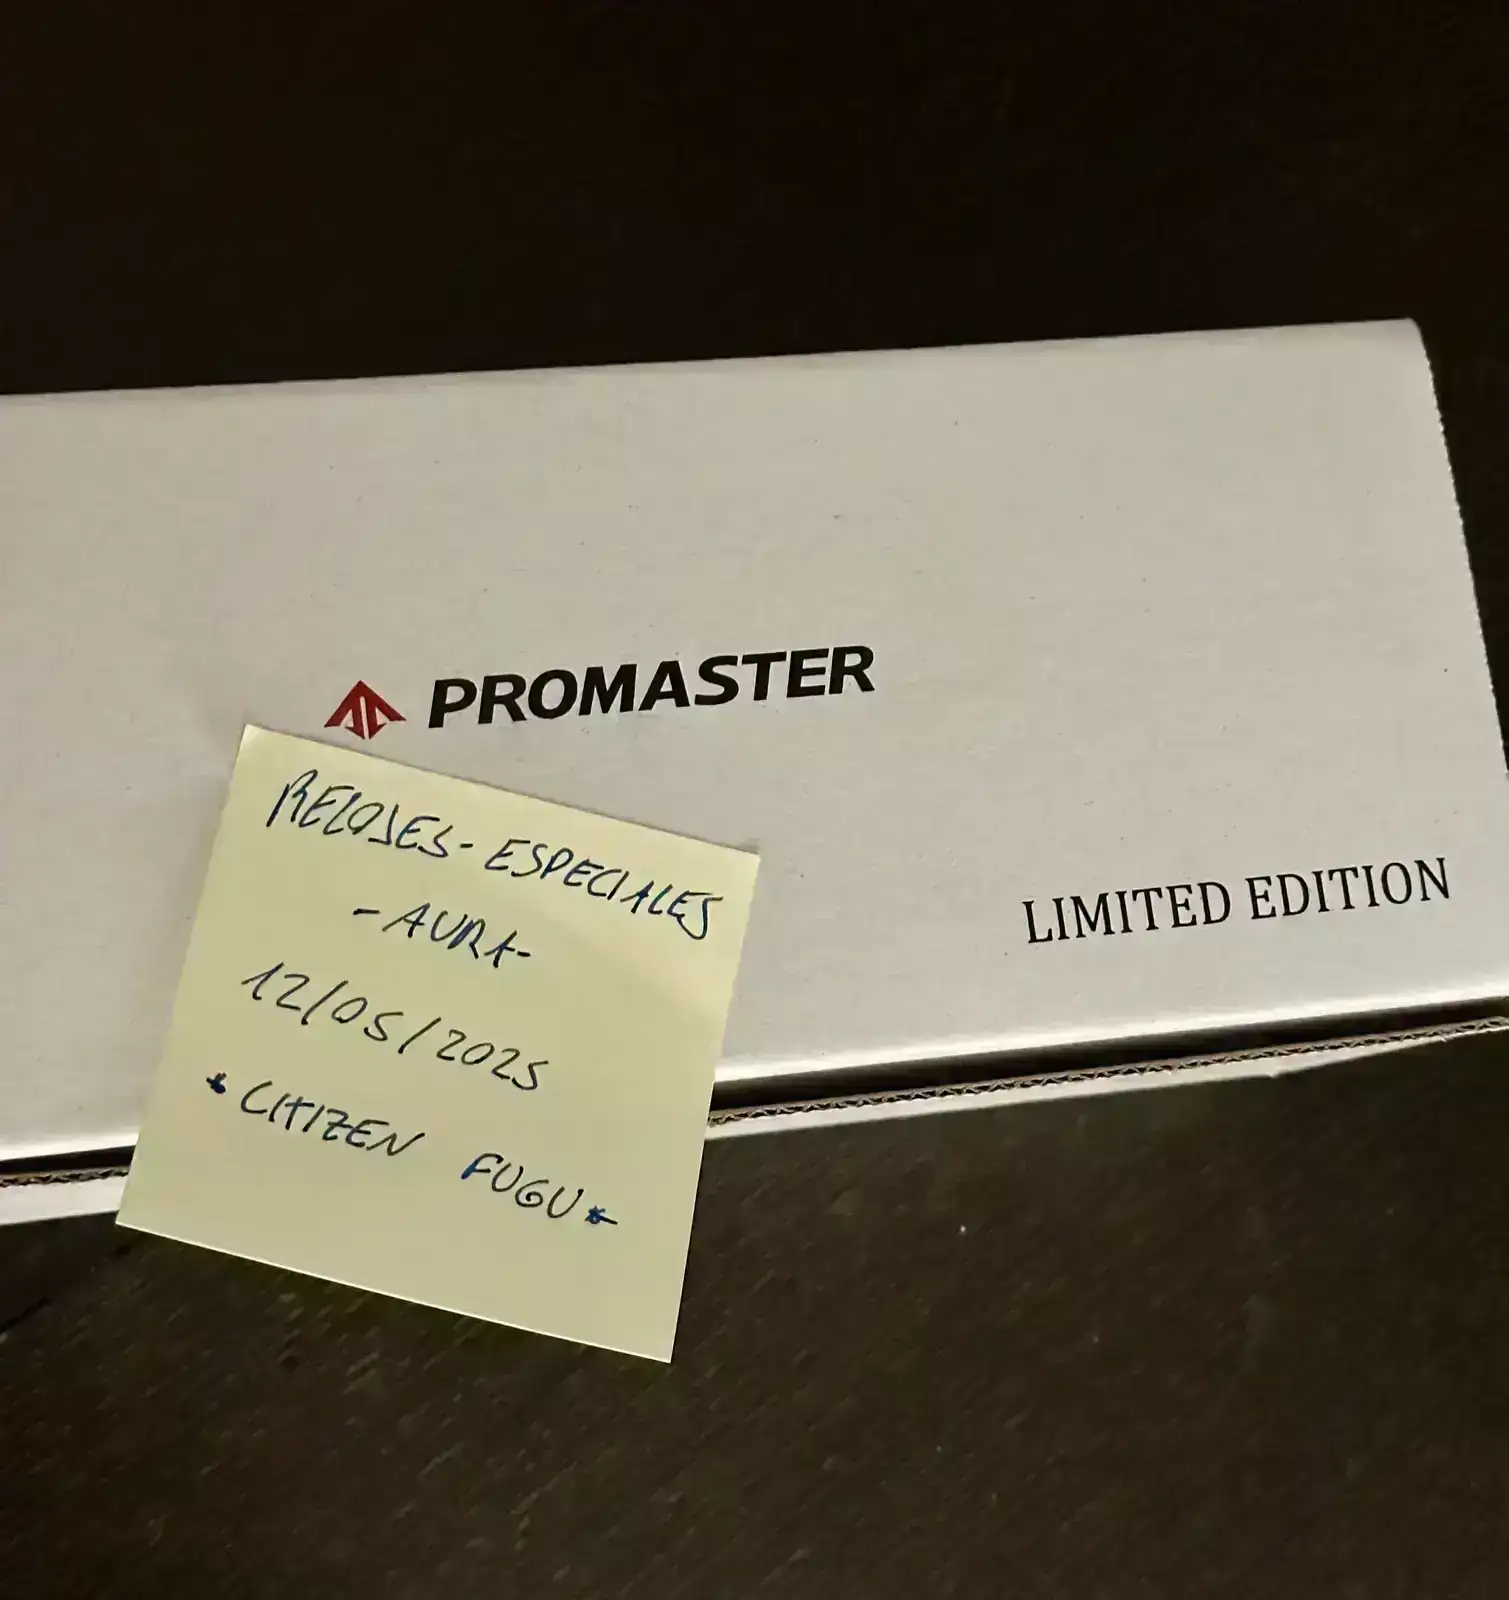 PROMASTER
LIMITED EDITION
RELOJES-ESPECIALES
-AURA-
12/05/2025
*CITIZEN FUGU*